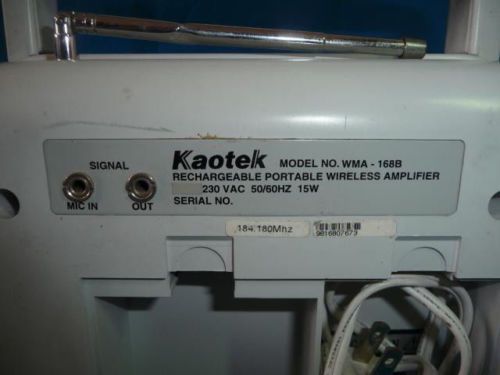 SIGNAL
MIC IN OUT
Kaotek MODEL NO. WMA - 168B
RECHARGEABLE PORTABLE WIRELESS AMPLIFIER
230 VAC 50/60HZ 15W
SERIAL NO.
184.180Mhz
9816807673